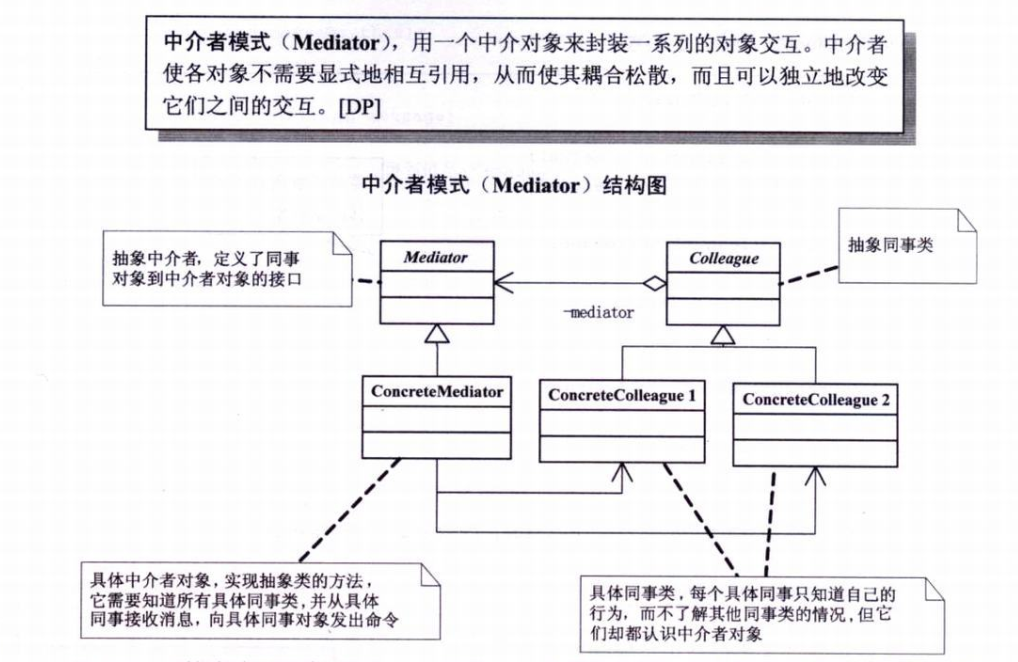 中介者模式（Mediator），用一个中介对象来封装一系列的对象交互。中介者
使各对象不需要显式地相互引用，从而使其耦合松散，而且可以独立地改变
它们之间的交互。[DP]
中介者模式（Mediator）结构图
抽象中介者，定义了同事
对象到中介者对象的接口
Mediator
Colleague
抽象同事类
-mediator
ConcreteMediator
ConcreteColleague 1
ConcreteColleague 2
具体中介者对象，实现抽象类的方法，
它需要知道所有具体同事类，并从具体
同事接收消息，向具体同事对象发出命令
具体同事类，每个具体同事只知道自己的
行为，而不了解其他同事类的情况，但它
们却都认识中介者对象